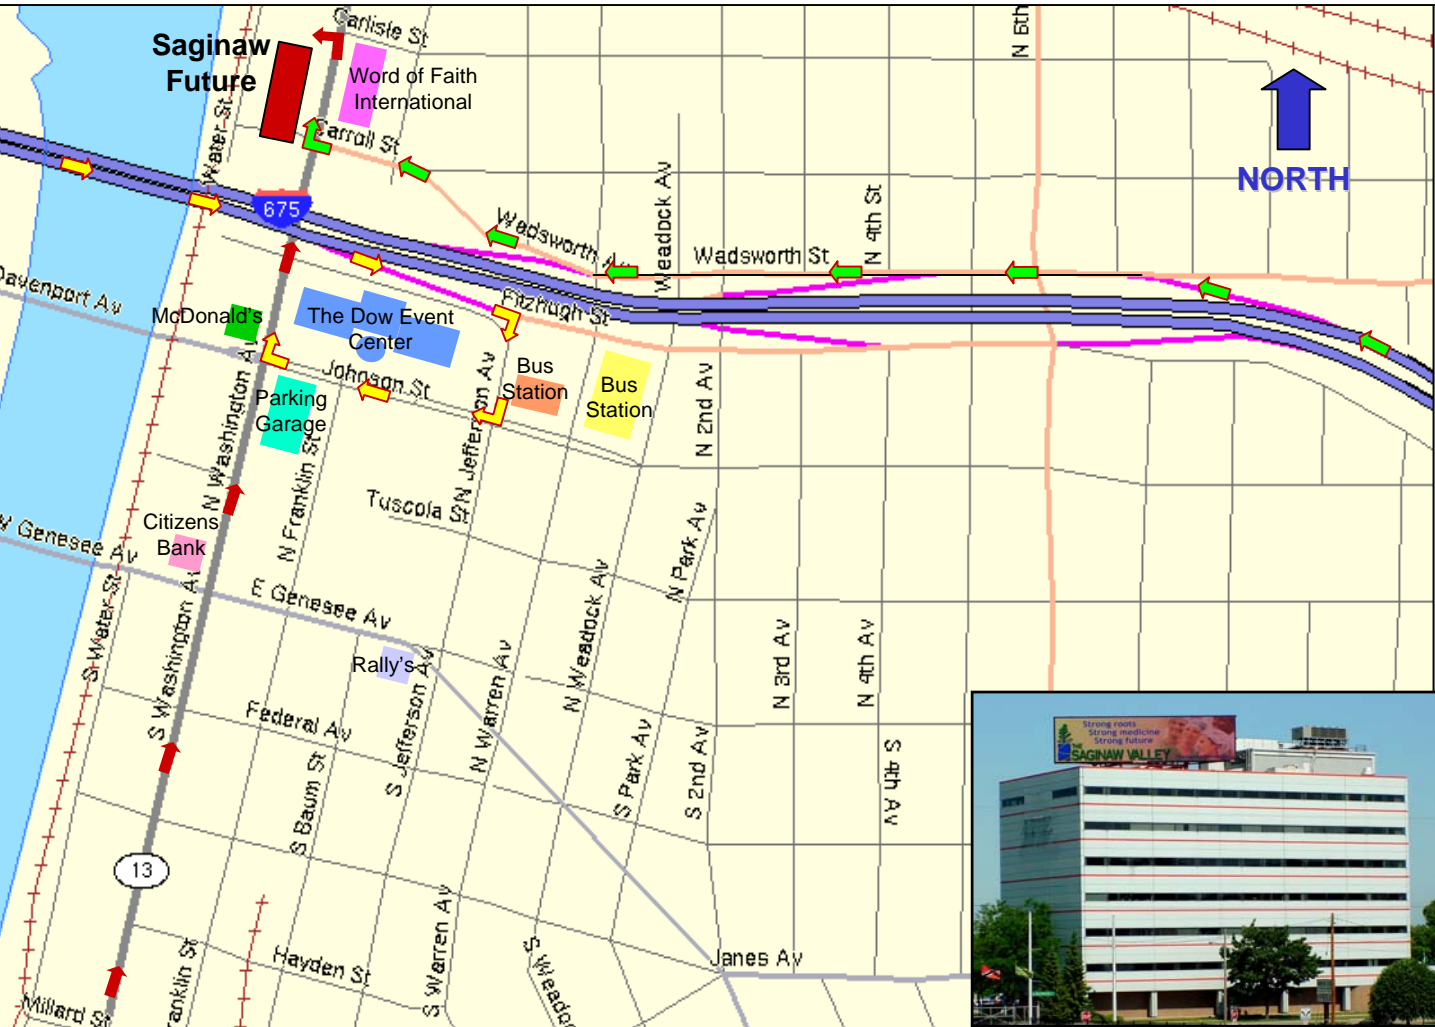 Carlisle St
N 6th
Saginaw
Future
Word of Faith
International
Water St
Carroll St
NORTH
675
Weadock Av
N 4th St
Wadsworth Av
Wadsworth St
Davenport Av
McDonald's
The Dow Event
Center
Fitzhugh St
Johnson St
Bus
Station
Bus
Station
Parking
Garage
N Washington Av
N Franklin St
N Jefferson Av
N 2nd Av
Tuscola St
Citizens
Bank
W Genesee Av
E Genesee Av
N Park Av
S Water St
S Washington Av
Rally's
N Weadock Av
N Warren Av
S Jefferson Av
N 3rd Av
N 4th Av
Federal Av
S Baum St
S Park Av
S 2nd Av
S 4th Av
Strong roots
Strong medicine
Strong future
THE
SAGINAW VALLEY
13
Hayden St
S Warren Av
Janes Av
Millard St